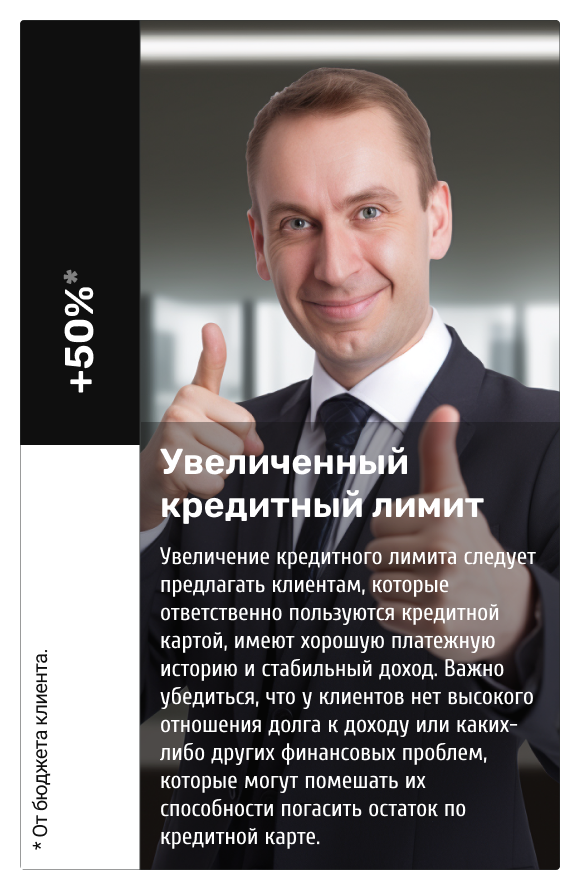 +50%*
* От бюджета клиента.
Увеличенный
кредитный лимит
Увеличение кредитного лимита следует
предлагать клиентам, которые
ответственно пользуются кредитной
картой, имеют хорошую платежную
историю и стабильный доход. Важно
убедиться, что у клиентов нет высокого
отношения долга к доходу или каких-
либо других финансовых проблем,
которые могут помешать их
способности погасить остаток по
кредитной карте.